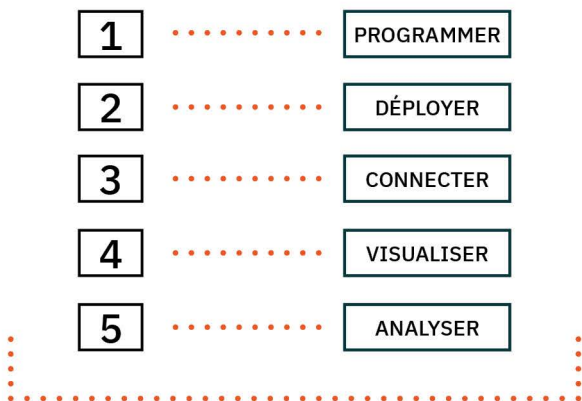 1 PROGRAMMER
2 DÉPLOYER
3 CONNECTER
4 VISUALISER
5 ANALYSER